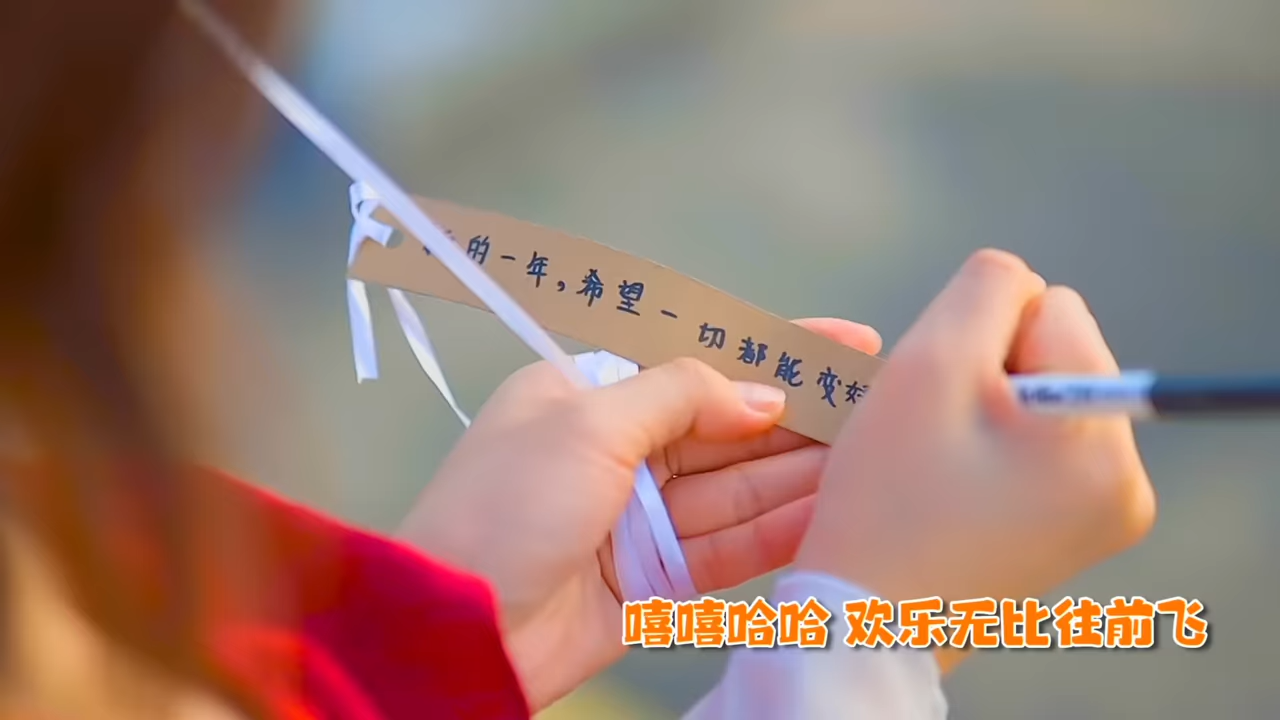 的一年,希望一切都能变好
嘻嘻哈哈 欢乐无比往前飞